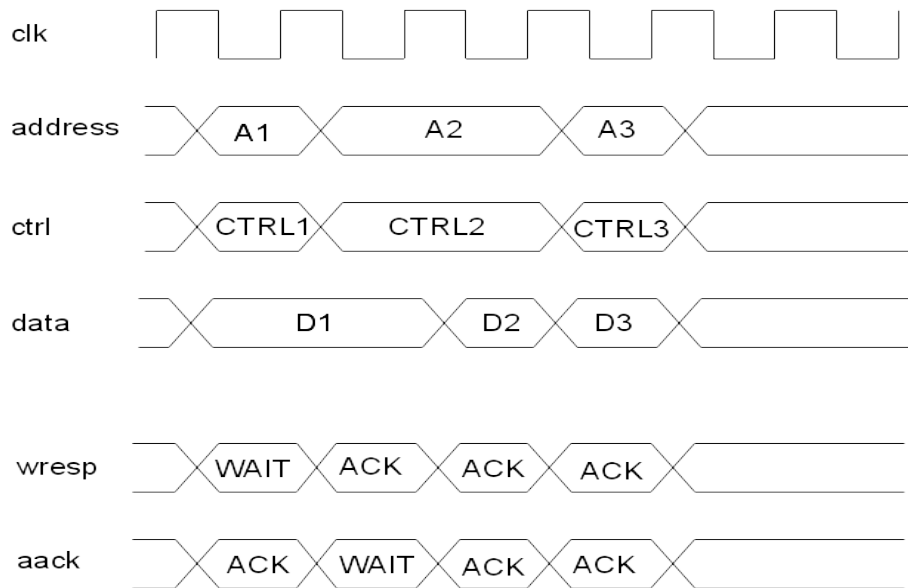 clk
address A1 A2 A3
ctrl CTRL1 CTRL2 CTRL3
data D1 D2 D3
wresp WAIT ACK ACK ACK
aack ACK WAIT ACK ACK